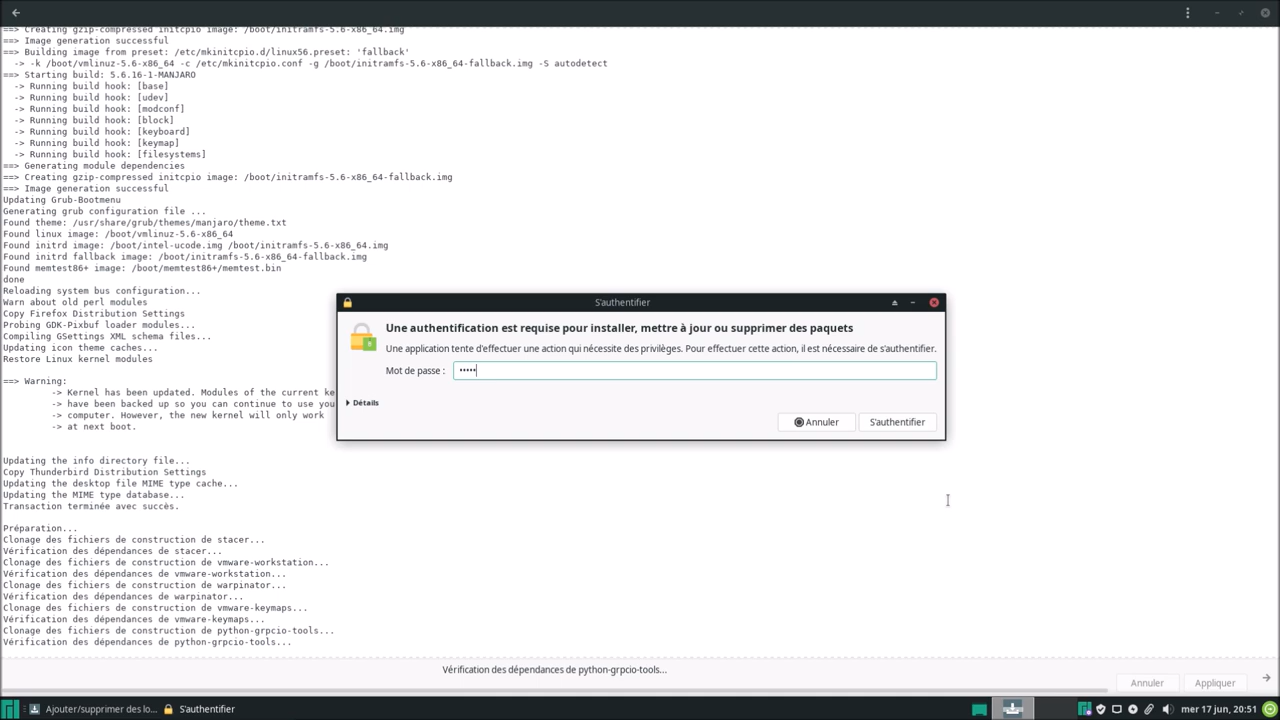 ==> Creating gzip-compressed initcpio image: /boot/initramfs-5.6-x86_64.img
==> Image generation successful
==> Building image from preset: /etc/mkinitcpio.d/linux56.preset: 'fallback'
  -> -k /boot/vmlinuz-5.6-x86_64 -c /etc/mkinitcpio.conf -g /boot/initramfs-5.6-x86_64-fallback.img -S autodetect
==> Starting build: 5.6.16-1-MANJARO
  -> Running build hook: [base]
  -> Running build hook: [udev]
  -> Running build hook: [modconf]
  -> Running build hook: [block]
  -> Running build hook: [keyboard]
  -> Running build hook: [keymap]
  -> Running build hook: [filesystems]
==> Generating module dependencies
==> Creating gzip-compressed initcpio image: /boot/initramfs-5.6-x86_64-fallback.img
==> Image generation successful
Updating Grub-Bootmenu
Generating grub configuration file ...
Found theme: /usr/share/grub/themes/manjaro/theme.txt
Found linux image: /boot/vmlinuz-5.6-x86_64
Found initrd image: /boot/intel-ucode.img /boot/initramfs-5.6-x86_64.img
Found initrd fallback image: /boot/initramfs-5.6-x86_64-fallback.img
Found memtest86+ image: /boot/memtest86+/memtest.bin
done
Reloading system bus configuration...
Warn about old perl modules
Copy Firefox Distribution Settings
Probing GDK-Pixbuf loader modules...
Compiling GSettings XML schema files...
Updating icon theme caches...
Restore Linux kernel modules
==> Warning:
-> Kernel has been updated. Modules of the current ke
-> have been backed up so you can continue to use you
-> computer. However, the new kernel will only work
-> at next boot.
Updating the info directory file...
Copy Thunderbird Distribution Settings
Updating the desktop file MIME type cache...
Updating the MIME type database...
Transaction terminée avec succès.
Préparation...
Clonage des fichiers de construction de stacer...
Vérification des dépendances de stacer...
Clonage des fichiers de construction de vmware-workstation...
Vérification des dépendances de vmware-workstation...
Clonage des fichiers de construction de warpinator...
Vérification des dépendances de warpinator...
Clonage des fichiers de construction de vmware-keymaps...
Vérification des dépendances de vmware-keymaps...
Clonage des fichiers de construction de python-grpcio-tools...
Vérification des dépendances de python-grpcio-tools...
S'authentifier
Une authentification est requise pour installer, mettre à jour ou supprimer des paquets
Une application tente d'effectuer une action qui nécessite des privilèges. Pour effectuer cette action, il est nécessaire de s'authentifier.
Mot de passe : •••••
Détails
Annuler S'authentifier
Vérification des dépendances de python-grpcio-tools...
Annuler Appliquer
Ajouter/supprimer des lo... S'authentifier mer 17 jun, 20:51